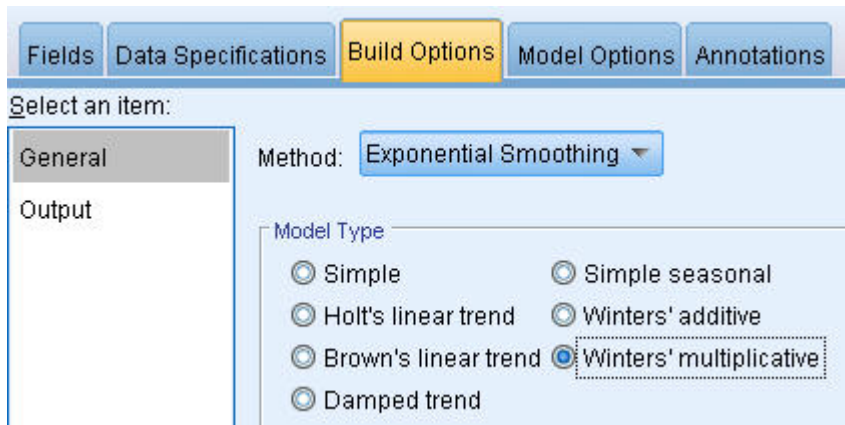 Fields Data Specifications Build Options Model Options Annotations
Select an item:
General
Output
Method: Exponential Smoothing
Model Type
Simple
Simple seasonal
Holt's linear trend
Winters' additive
Brown's linear trend
Winters' multiplicative
Damped trend